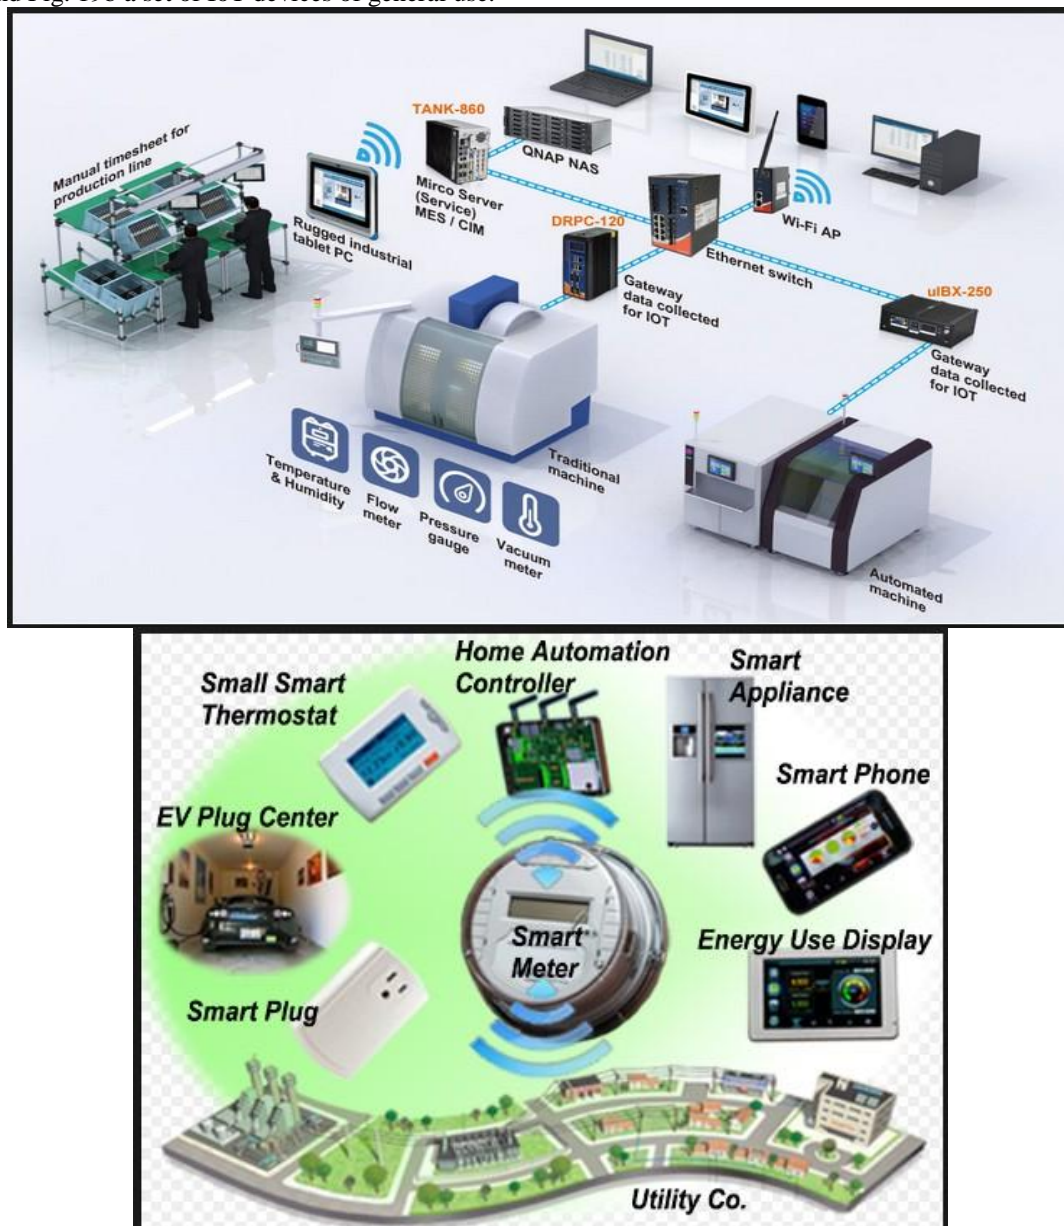 TANK-860
QNAP NAS
Mirco Server
(Service)
MES / CIM
Manual timesheet for
production line
Rugged industrial
tablet PC
DRPC-120
Wi-Fi AP
Ethernet switch
Gateway
data collected
for IOT
uIBX-250
Gateway
data collected
for IOT
Traditional
machine
Temperature
& Humidity
Flow
meter
Pressure
gauge
Vacuum
meter
Automated
machine
Home Automation
Controller
Small Smart
Thermostat
Smart
Appliance
Smart Phone
EV Plug Center
Smart
Meter
Energy Use Display
Smart Plug
Utility Co.